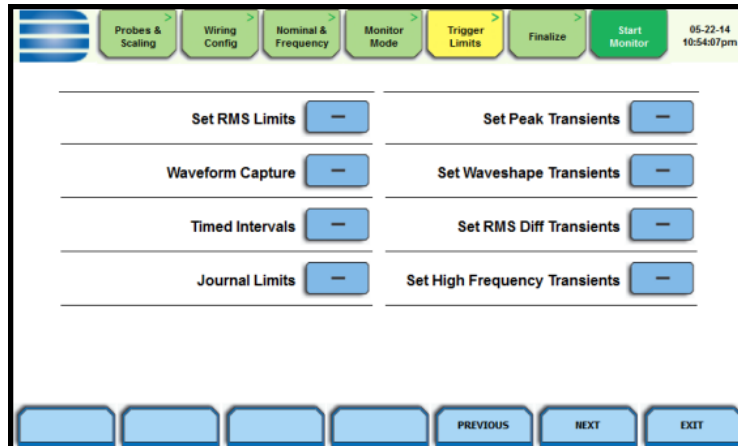 Probes &
Scaling
Wiring
Config
Nominal &
Frequency
Monitor
Mode
Trigger
Limits
Finalize
Start
Monitor
05-22-14
10:54:07pm
Set RMS Limits
Set Peak Transients
Waveform Capture
Set Waveshape Transients
Timed Intervals
Set RMS Diff Transients
Journal Limits
Set High Frequency Transients
PREVIOUS
NEXT
EXIT